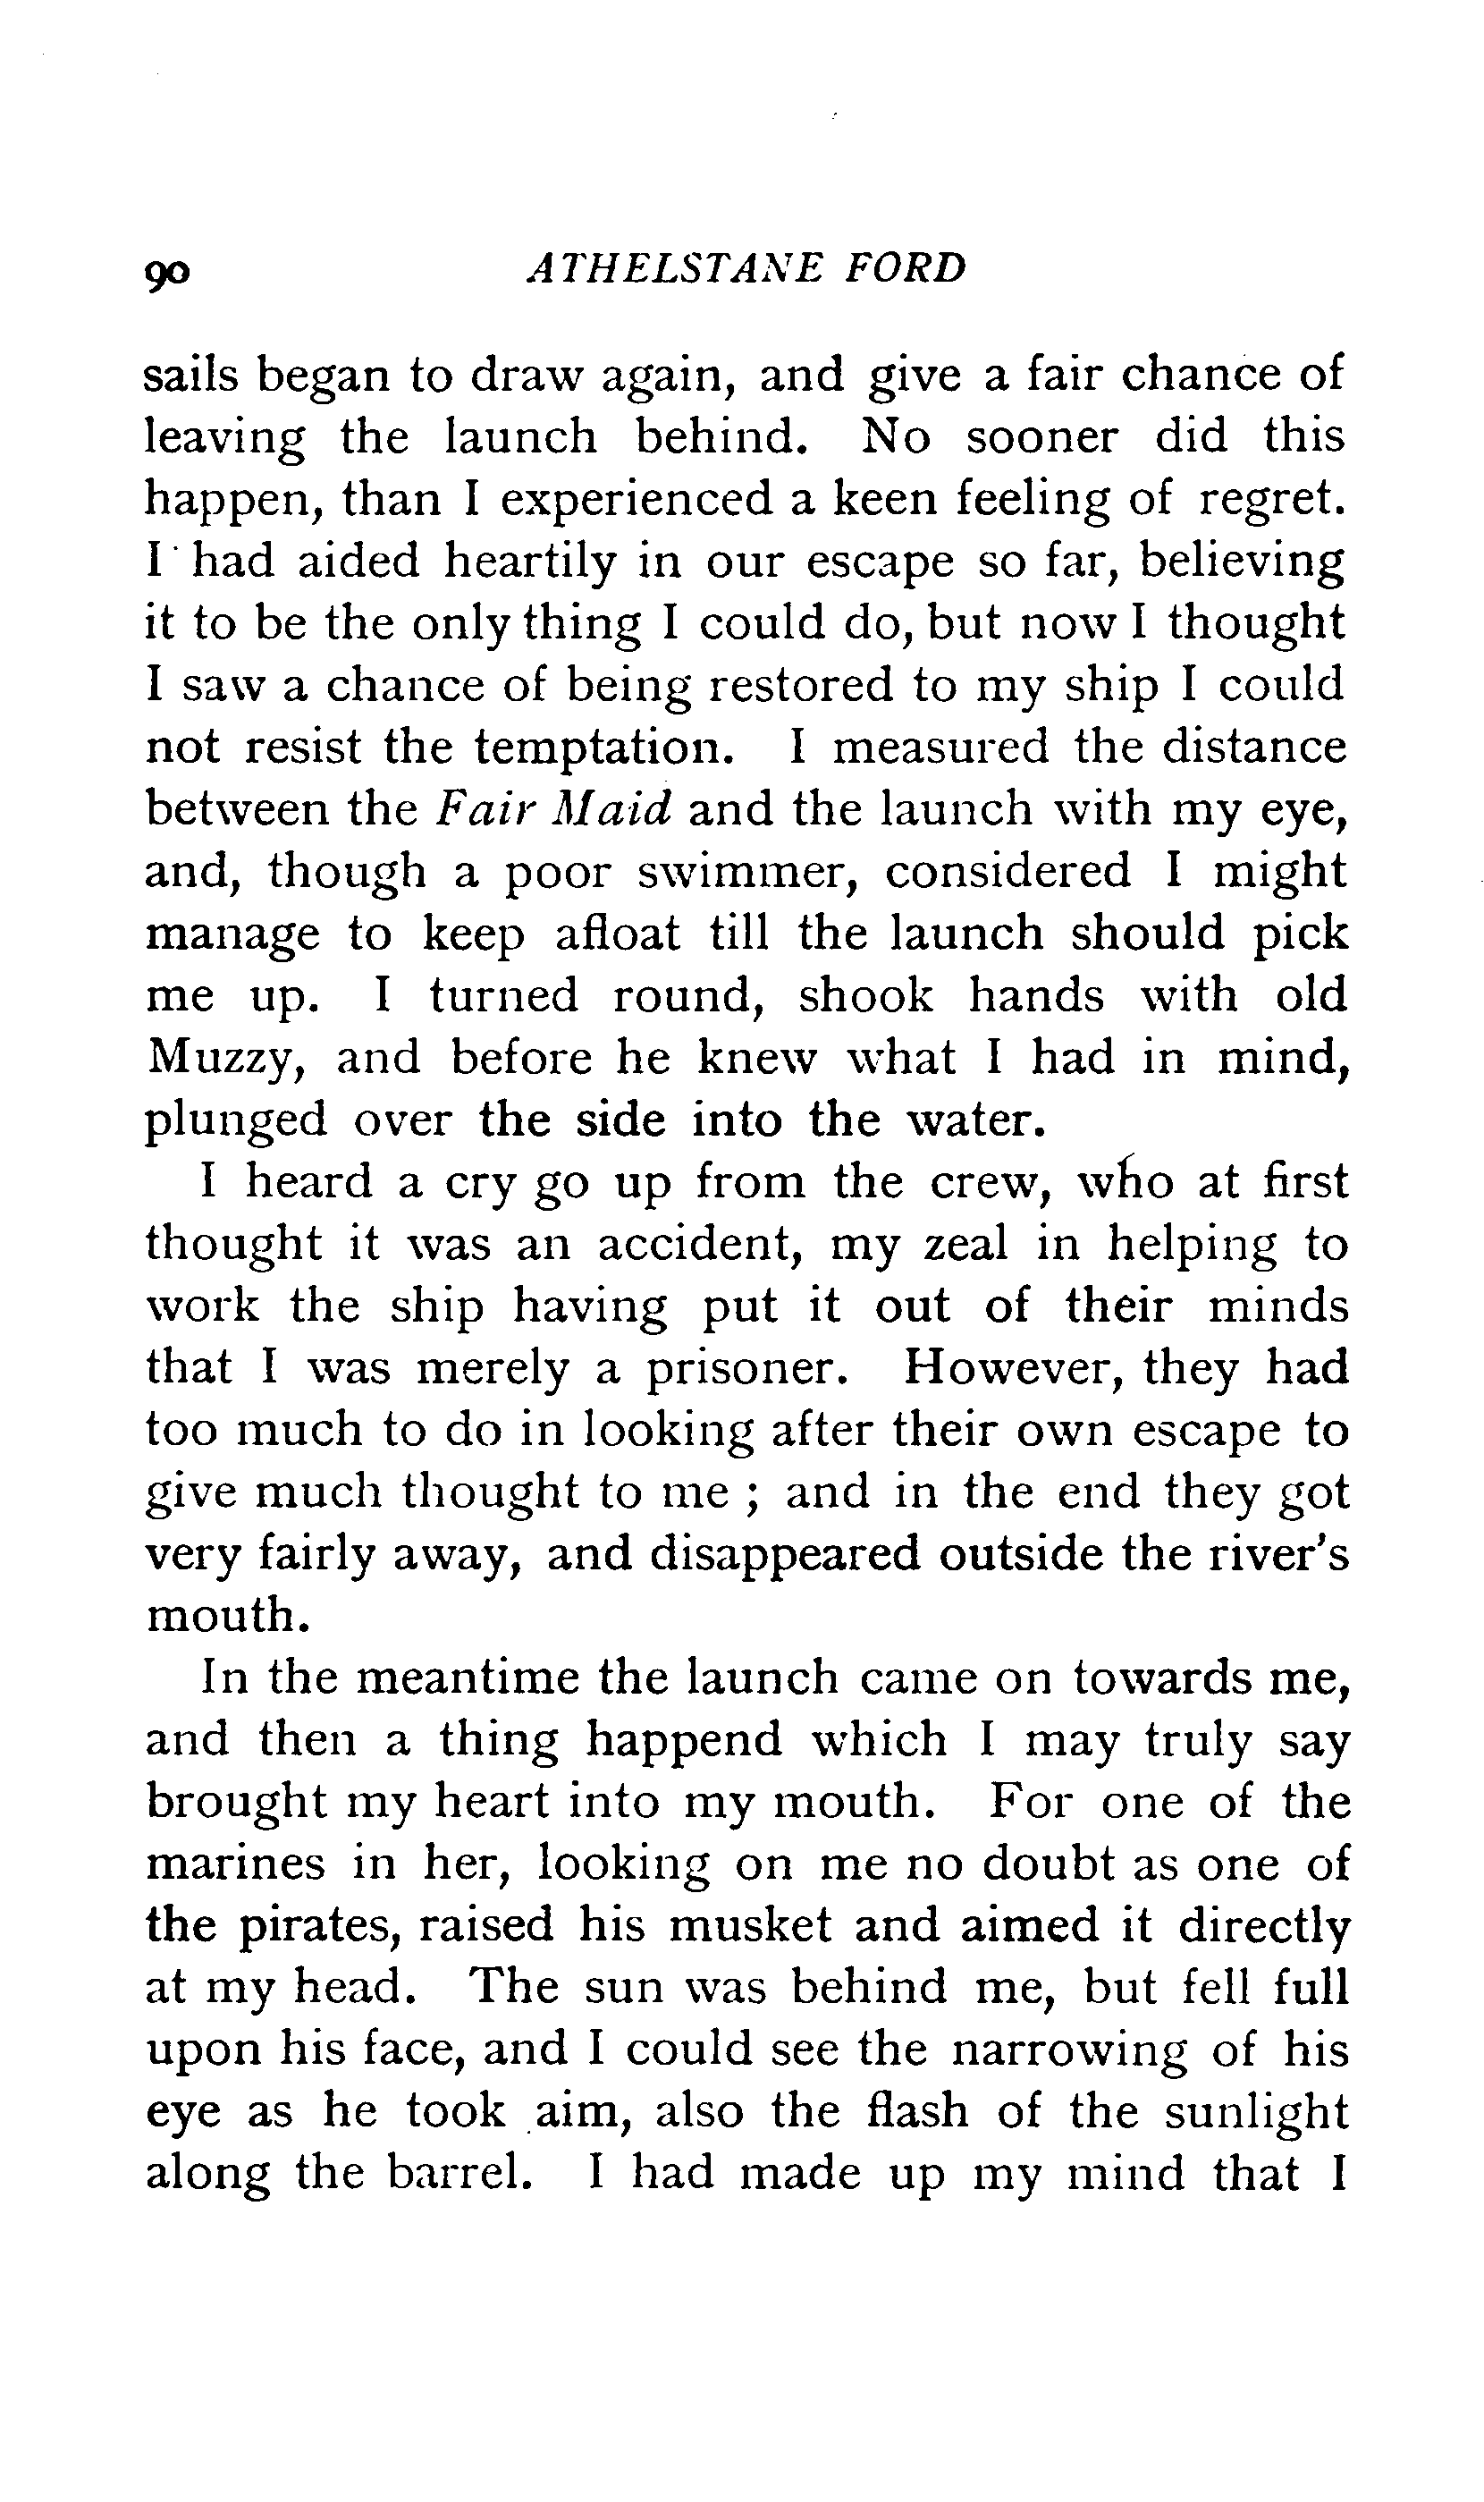 90 ATHELSTANE FORD
sails began to draw again, and give a fair chance of
leaving the launch behind. No sooner did this
happen, than I experienced a keen feeling of regret.
I had aided heartily in our escape so far, believing
it to be the only thing I could do, but now I thought
I saw a chance of being restored to my ship I could
not resist the temptation. I measured the distance
between the Fair Maid and the launch with my eye,
and, though a poor swimmer, considered I might
manage to keep afloat till the launch should pick
me up. I turned round, shook hands with old
Muzzy, and before he knew what I had in mind,
plunged over the side into the water.
I heard a cry go up from the crew, who at first
thought it was an accident, my zeal in helping to
work the ship having put it out of their minds
that I was merely a prisoner. However, they had
too much to do in looking after their own escape to
give much thought to me ; and in the end they got
very fairly away, and disappeared outside the river's
mouth.
In the meantime the launch came on towards me,
and then a thing happend which I may truly say
brought my heart into my mouth. For one of the
marines in her, looking on me no doubt as one of
the pirates, raised his musket and aimed it directly
at my head. The sun was behind me, but fell full
upon his face, and I could see the narrowing of his
eye as he took aim, also the flash of the sunlight
along the barrel. I had made up my mind that I